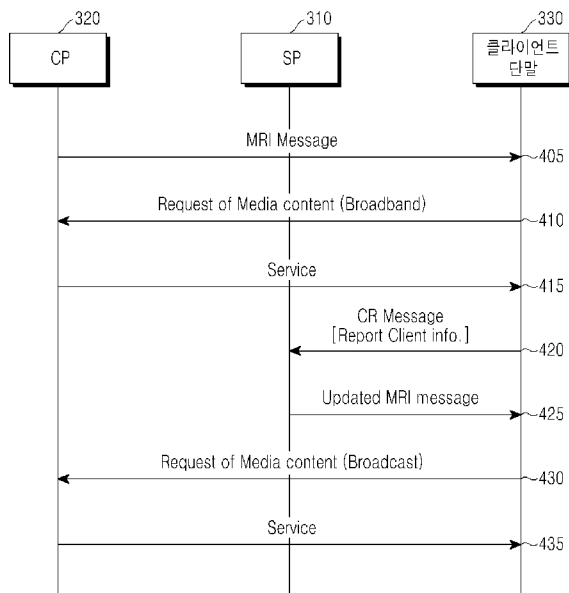 320
310
330
CP
SP
클라이언트
단말
MRI Message
405
Request of Media content (Broadband)
410
Service
415
CR Message
[Report Client info.]
420
Updated MRI message
425
Request of Media content (Broadcast)
430
Service
435